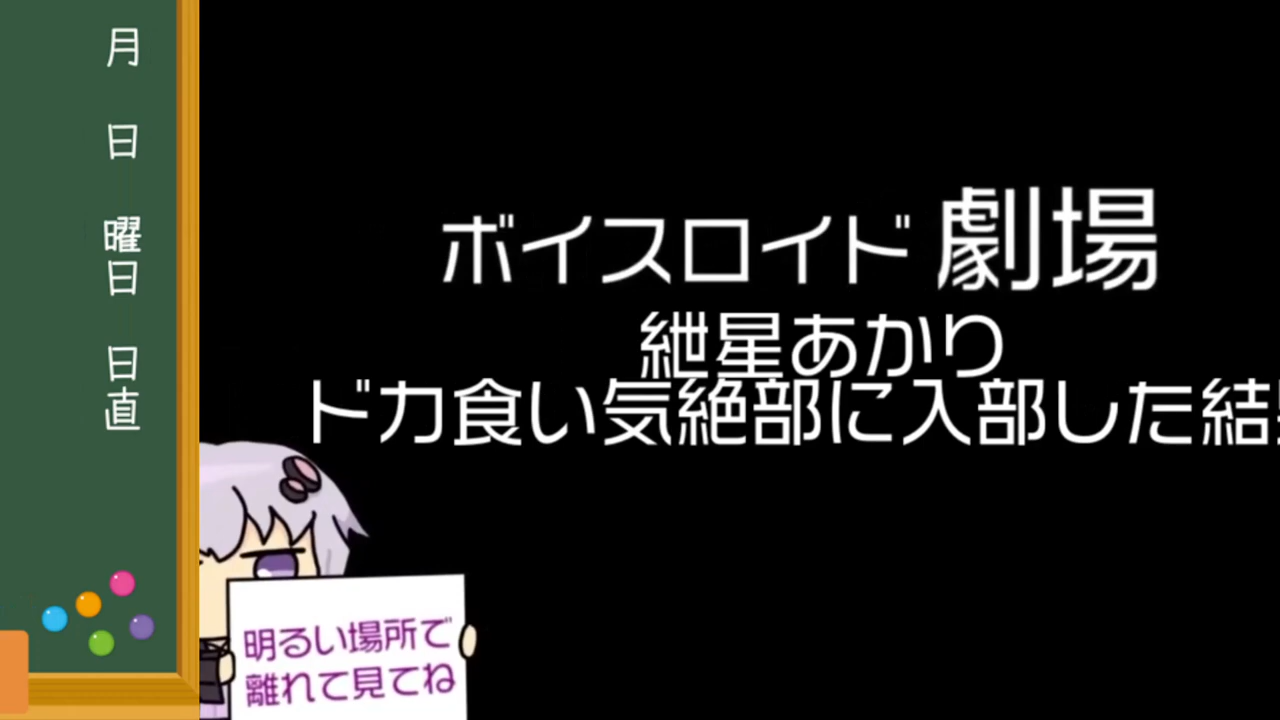 月 日 曜日 日直
ボイスロイド 劇場
紲星あかり
ドカ食い気絶部に入部した結
明るい場所で
離れて見てね